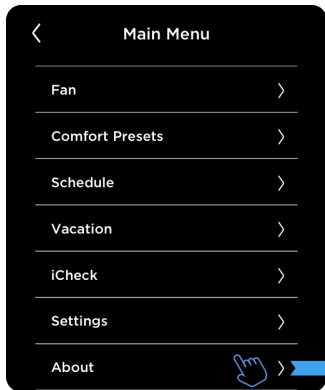 Main Menu
Fan
Comfort Presets
Schedule
Vacation
iCheck
Settings
About